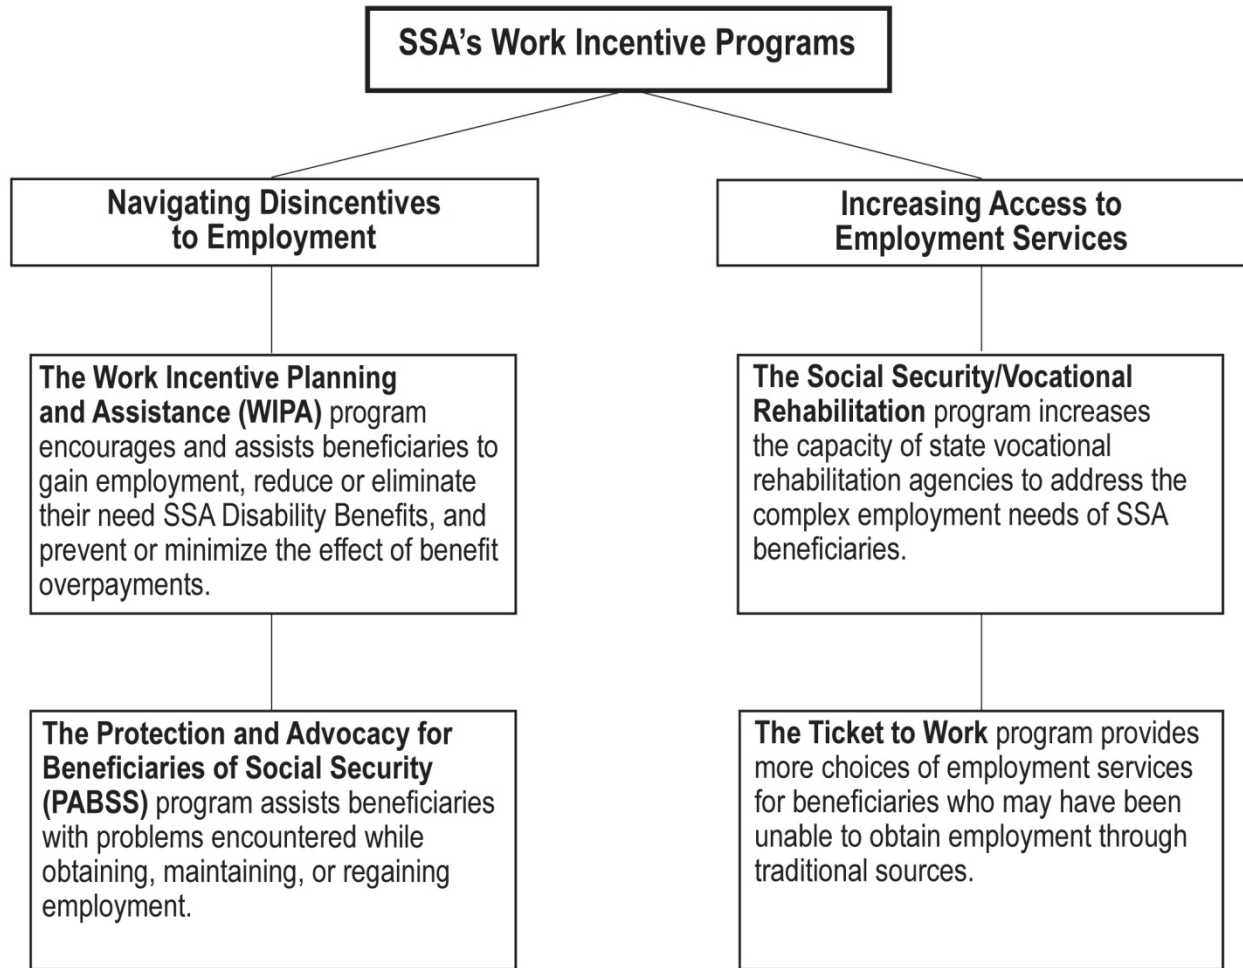 SSA’s Work Incentive Programs
Navigating Disincentives
to Employment
The Work Incentive Planning
and Assistance (WIPA) program
encourages and assists beneficiaries to
gain employment, reduce or eliminate
their need SSA Disability Benefits, and
prevent or minimize the effect of benefit
overpayments.
The Protection and Advocacy for
Beneficiaries of Social Security
(PABSS) program assists beneficiaries
with problems encountered while
obtaining, maintaining, or regaining
employment.
Increasing Access to
Employment Services
The Social Security/Vocational
Rehabilitation program increases
the capacity of state vocational
rehabilitation agencies to address the
complex employment needs of SSA
beneficiaries.
The Ticket to Work program provides
more choices of employment services
for beneficiaries who may have been
unable to obtain employment through
traditional sources.